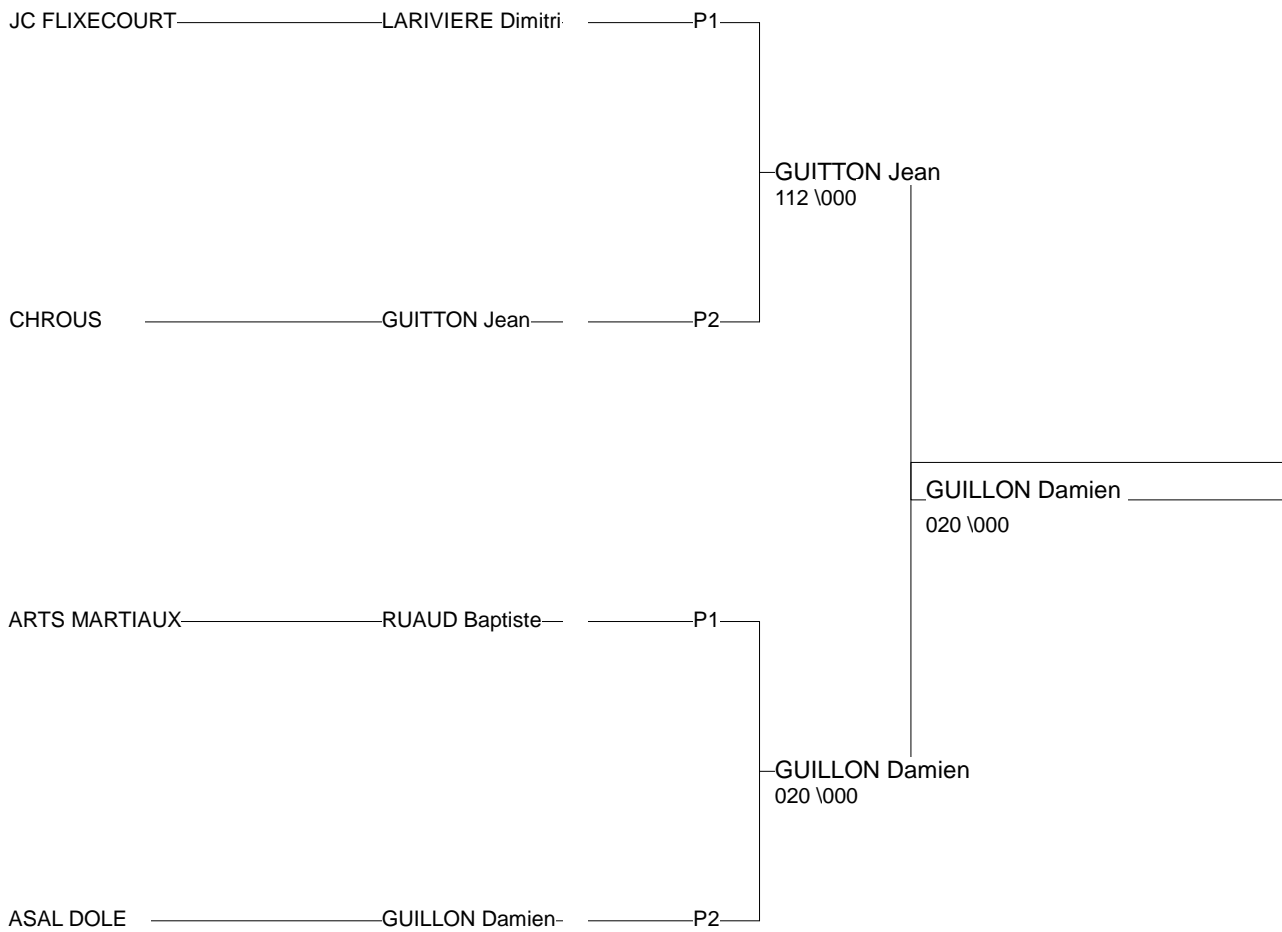 JC FLIXECOURT LARIVIERE Dimitri P1
GUITTON Jean
112 \000
CHROUS GUITTON Jean P2
GUILLON Damien
020 \000
ARTS MARTIAUX RUAUD Baptiste P1
GUILLON Damien
020 \000
ASAL DOLE GUILLON Damien P2